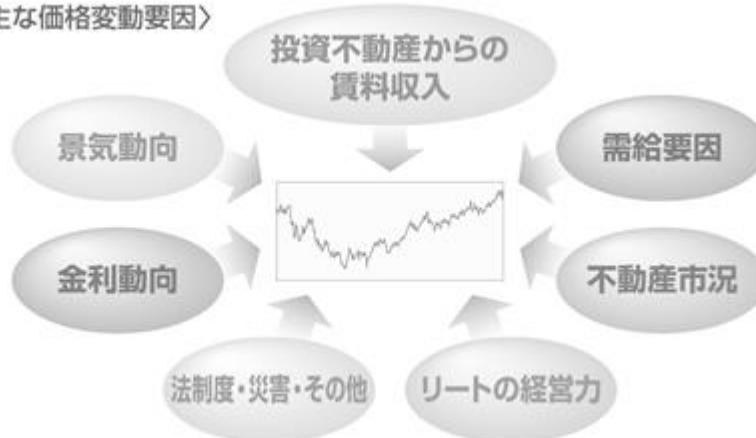 主な価格変動要因〉
投資不動産からの
賃料収入
景気動向
需給要因
金利動向
不動産市況
法制度・災害・その他
リートの経営力